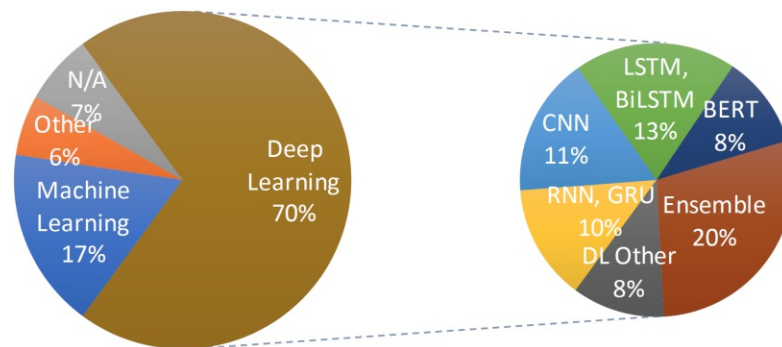 N/A
7%
Other
6%
Machine
Learning
17%
Deep
Learning
70%
LSTM,
BiLSTM
13%
BERT
8%
CNN
11%
RNN, GRU
10%
Ensemble
20%
DL Other
8%